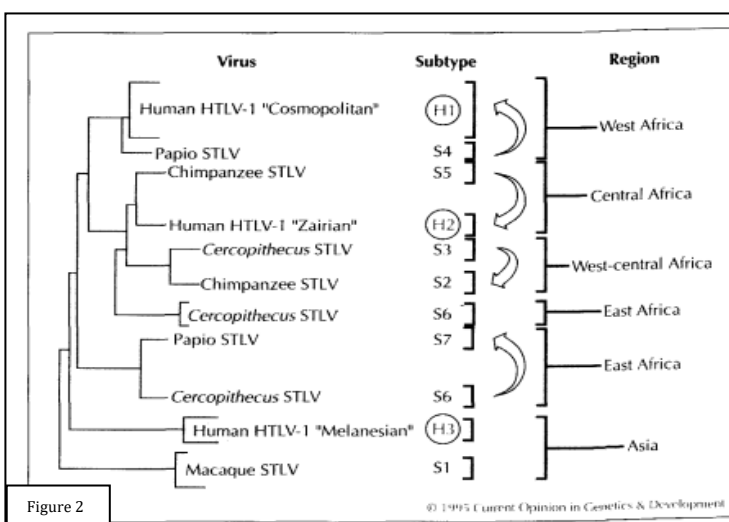 Virus Subtype Region
Human HTLV-1 "Cosmopolitan" H1
West Africa
Papio STLV S4
Chimpanzee STLV S5
Central Africa
Human HTLV-1 "Zairian" H2
Cercopithecus STLV S3
West-central Africa
Chimpanzee STLV S2
Cercopithecus STLV S6 East Africa
Papio STLV S7
East Africa
Cercopithecus STLV S6
Human HTLV-1 "Melanesian" H3
Asia
Macaque STLV S1
Figure 2 © 1995 Current Opinion in Genetics & Development